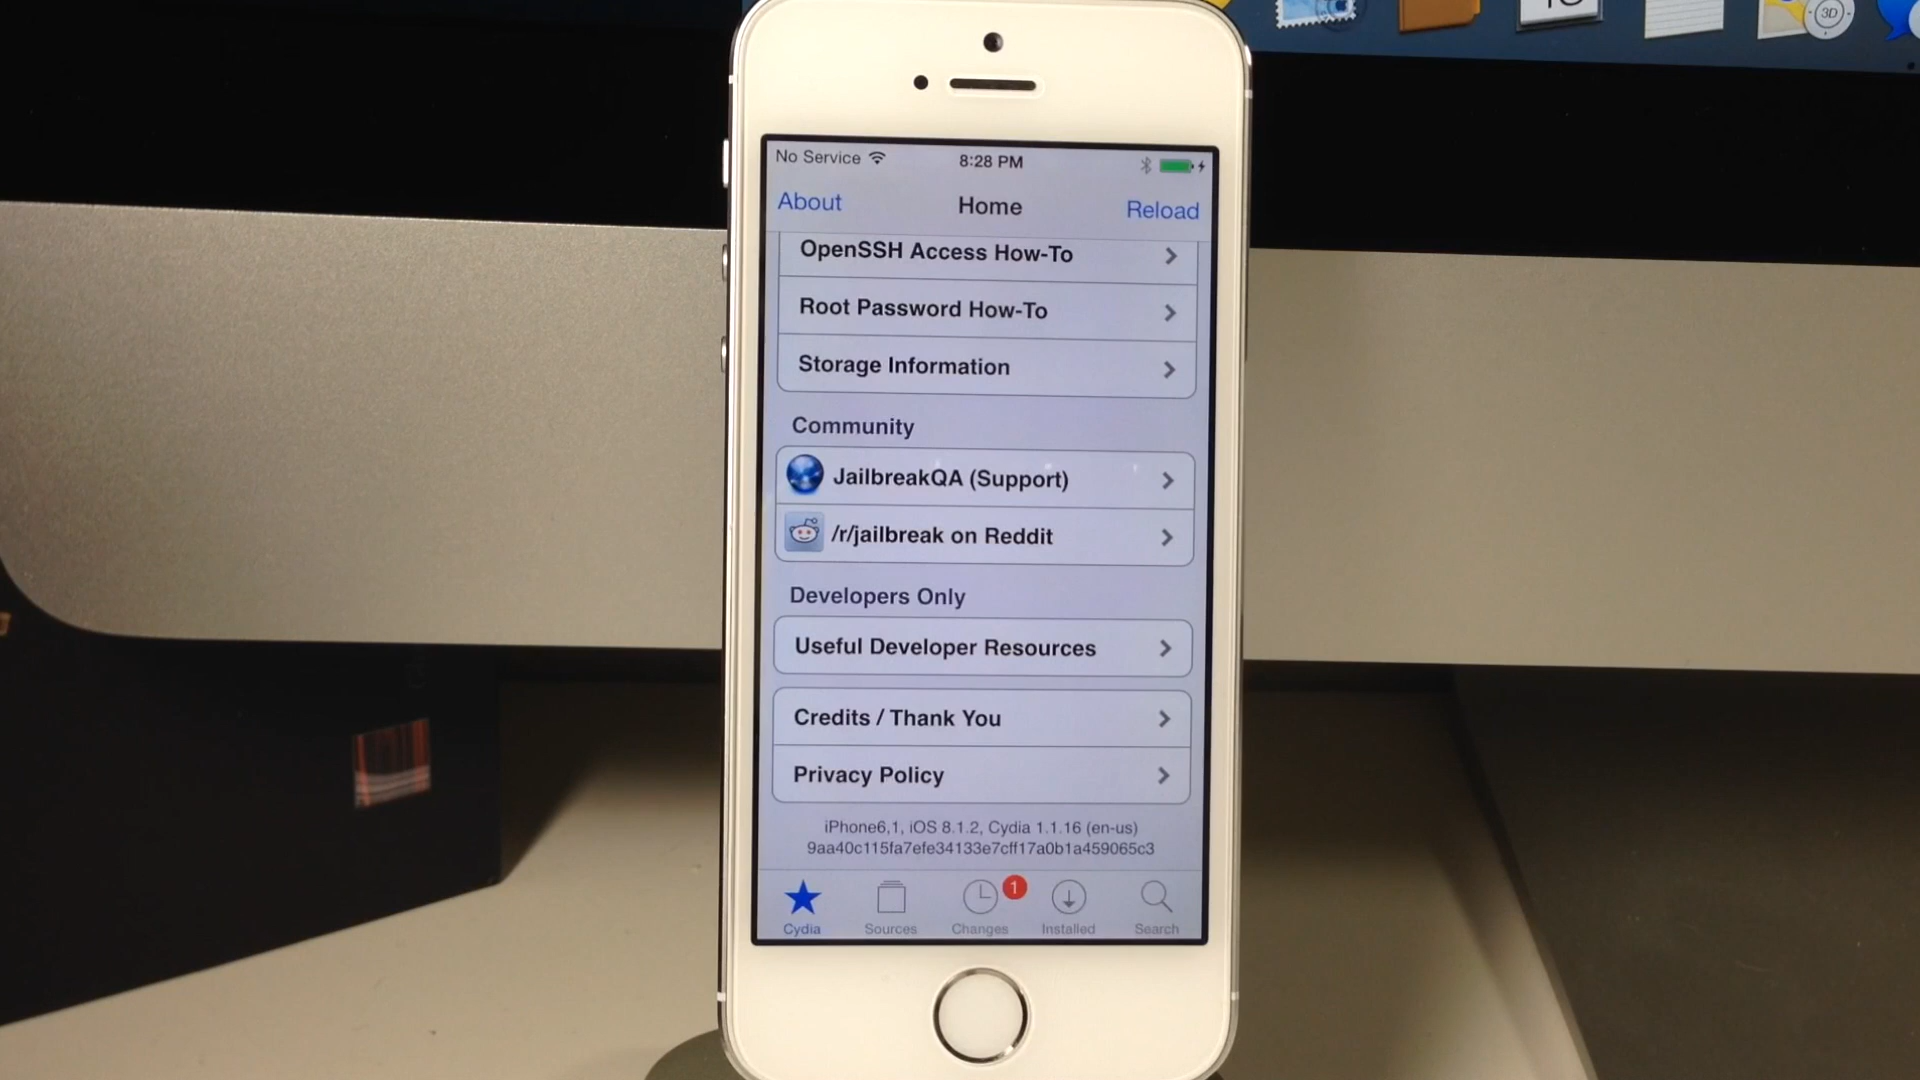 3D
No Service
8:28 PM
About
Home
Reload
OpenSSH Access How-To
Root Password How-To
Storage Information
Community
JailbreakQA (Support)
/r/jailbreak on Reddit
Developers Only
Useful Developer Resources
Credits / Thank You
Privacy Policy
iPhone6,1, iOS 8.1.2, Cydia 1.1.16 (en-us)
9aa40c115fa7efe34133e7cff17a0b1a459065c3
1
Cydia
Sources
Changes
Installed
Search